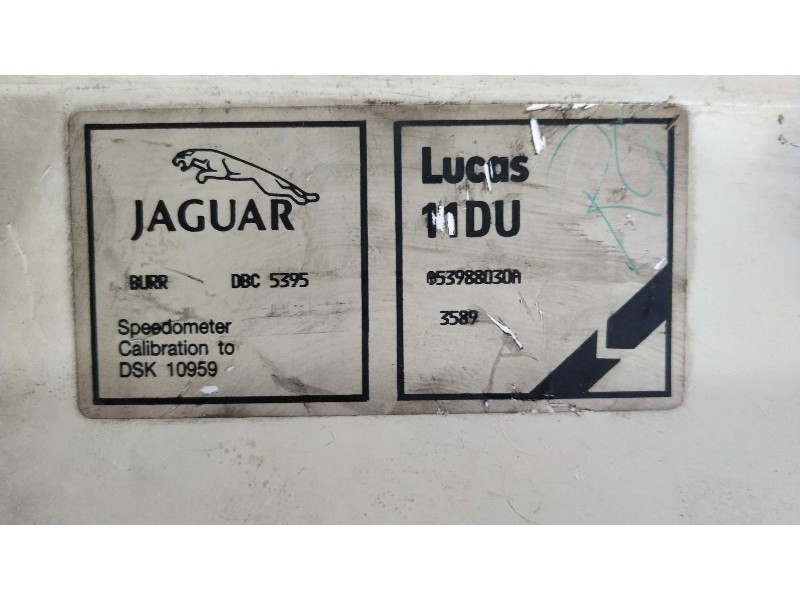 JAGUAR
BURR DBC 5395
Speedometer
Calibration to
DSK 10959
Lucas
11DU
053988030A
3589